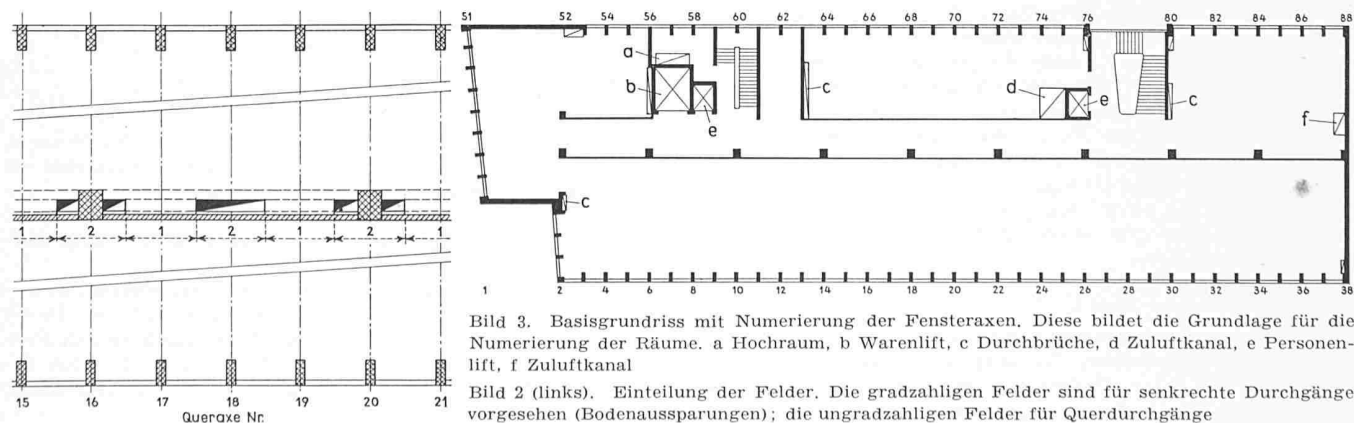 51 52 54 56 58 60 62 64 66 68 70 72 74 76 78 80 32 82 34 86 88
a
b
c
d
e
c
f
e
c
1 2 4 6 8 10 12 14 16 18 20 22 24 26 28 30 32 34 36 38
1 2 1 2 1 2 1
15 16 17 18 19 20 21
Queraxe Nr.
Bild 3. Basisgrundriss mit Numerierung der Fensteraxen. Diese bildet die Grundlage für die
Numerierung der Räume. a Hochraum, b Warenlift, c Durchbrüche, d Zuluftkanal, e Personen-
lift, f Zuluftkanal
Bild 2 (links). Einteilung der Felder. Die gradzahligen Felder sind für senkrechte Durchgänge
vorgesehen (Bodenaussparungen); die ungradzahligen Felder für Querdurchgänge